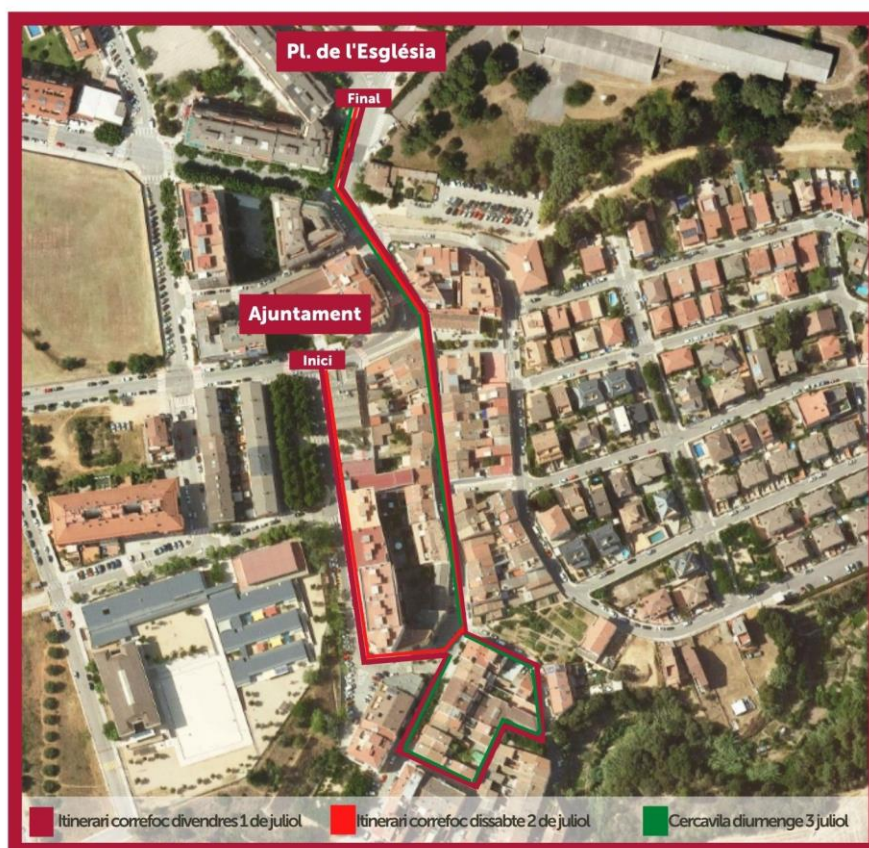 Pl. de l'Església
Final
Ajuntament
Inici
Itinerari correfoc divendres 1 de juliol
Itinerari correfoc dissabte 2 de juliol
Cercavila diumenge 3 juliol